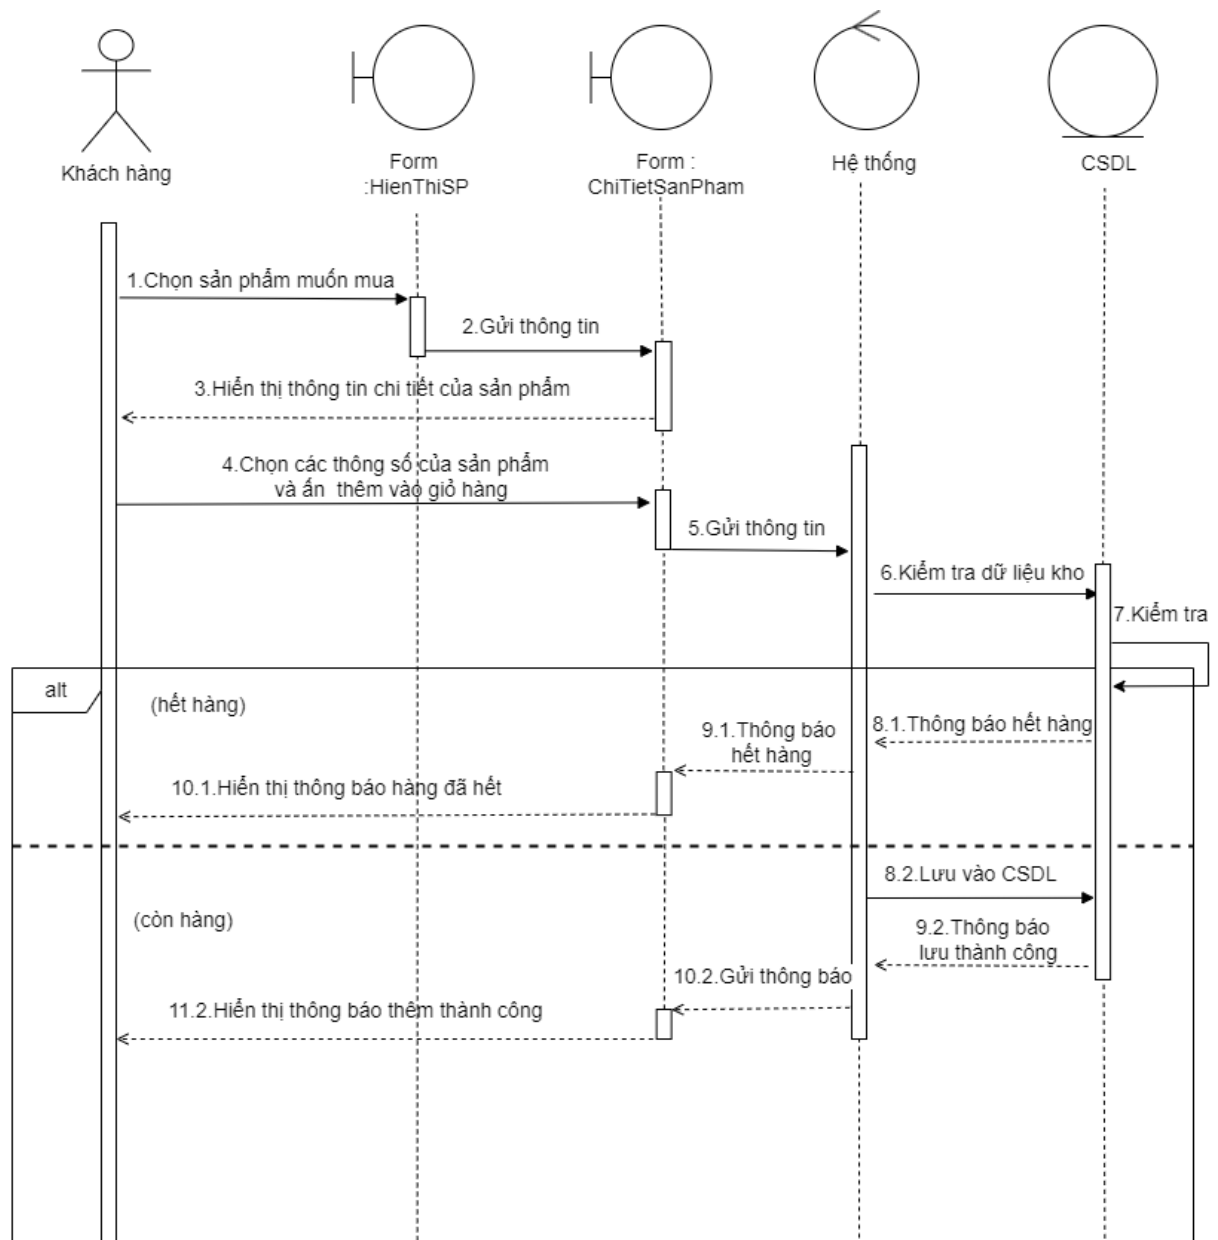 Khách hàng
Form
:HienThiSP
Form :
ChiTietSanPham
Hệ thống
CSDL
1.Chọn sản phẩm muốn mua
2.Gửi thông tin
3.Hiển thị thông tin chi tiết của sản phẩm
4.Chọn các thông số của sản phẩm
và ấn thêm vào giỏ hàng
5.Gửi thông tin
6.Kiểm tra dữ liệu kho
7.Kiểm tra
alt
(hết hàng)
8.1.Thông báo hết hàng
9.1.Thông báo
hết hàng
10.1.Hiển thị thông báo hàng đã hết
8.2.Lưu vào CSDL
(còn hàng)
9.2.Thông báo
lưu thành công
10.2.Gửi thông báo
11.2.Hiển thị thông báo thêm thành công